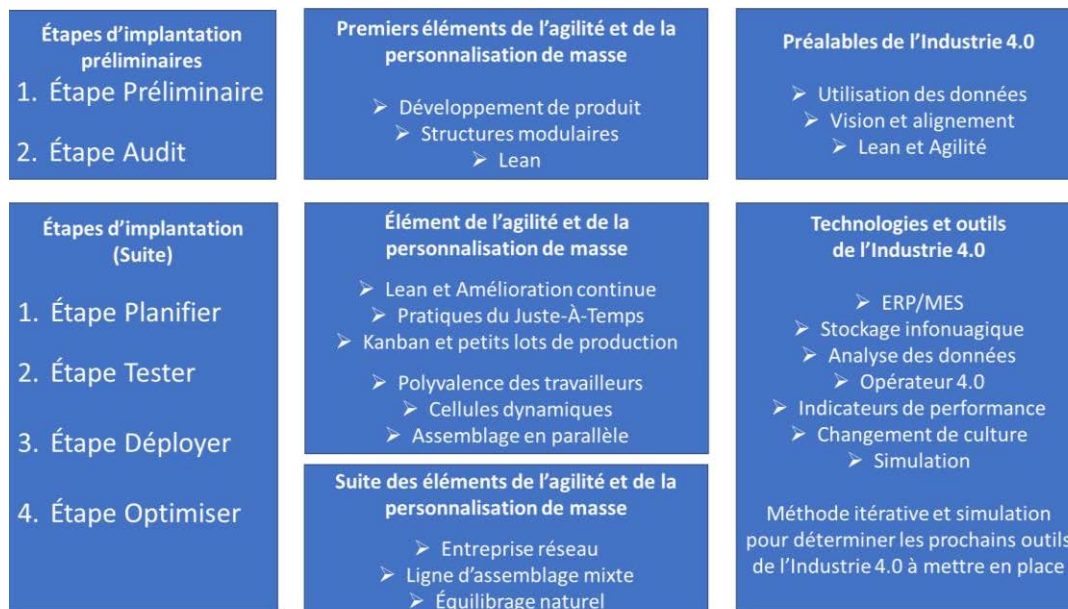 Étapes d'implantation
préliminaires
1. Étape Préliminaire
2. Étape Audit
Premiers éléments de l'agilité et de la
personnalisation de masse
➢ Développement de produit
➢ Structures modulaires
➢ Lean
Préalables de l'Industrie 4.0
➢ Utilisation des données
➢ Vision et alignement
➢ Lean et Agilité
Étapes d'implantation
(Suite)
1. Étape Planifier
2. Étape Tester
3. Étape Déployer
4. Étape Optimiser
Élément de l'agilité et de la
personnalisation de masse
➢ Lean et Amélioration continue
➢ Pratiques du Juste-À-Temps
➢ Kanban et petits lots de production
➢ Polyvalence des travailleurs
➢ Cellules dynamiques
➢ Assemblage en parallèle
Suite des éléments de l'agilité et de la
personnalisation de masse
➢ Entreprise réseau
➢ Ligne d'assemblage mixte
➢ Équilibrage naturel
Technologies et outils
de l'Industrie 4.0
➢ ERP/MES
➢ Stockage infonuagique
➢ Analyse des données
➢ Opérateur 4.0
➢ Indicateurs de performance
➢ Changement de culture
➢ Simulation
Méthode itérative et simulation
pour déterminer les prochains outils
de l'Industrie 4.0 à mettre en place